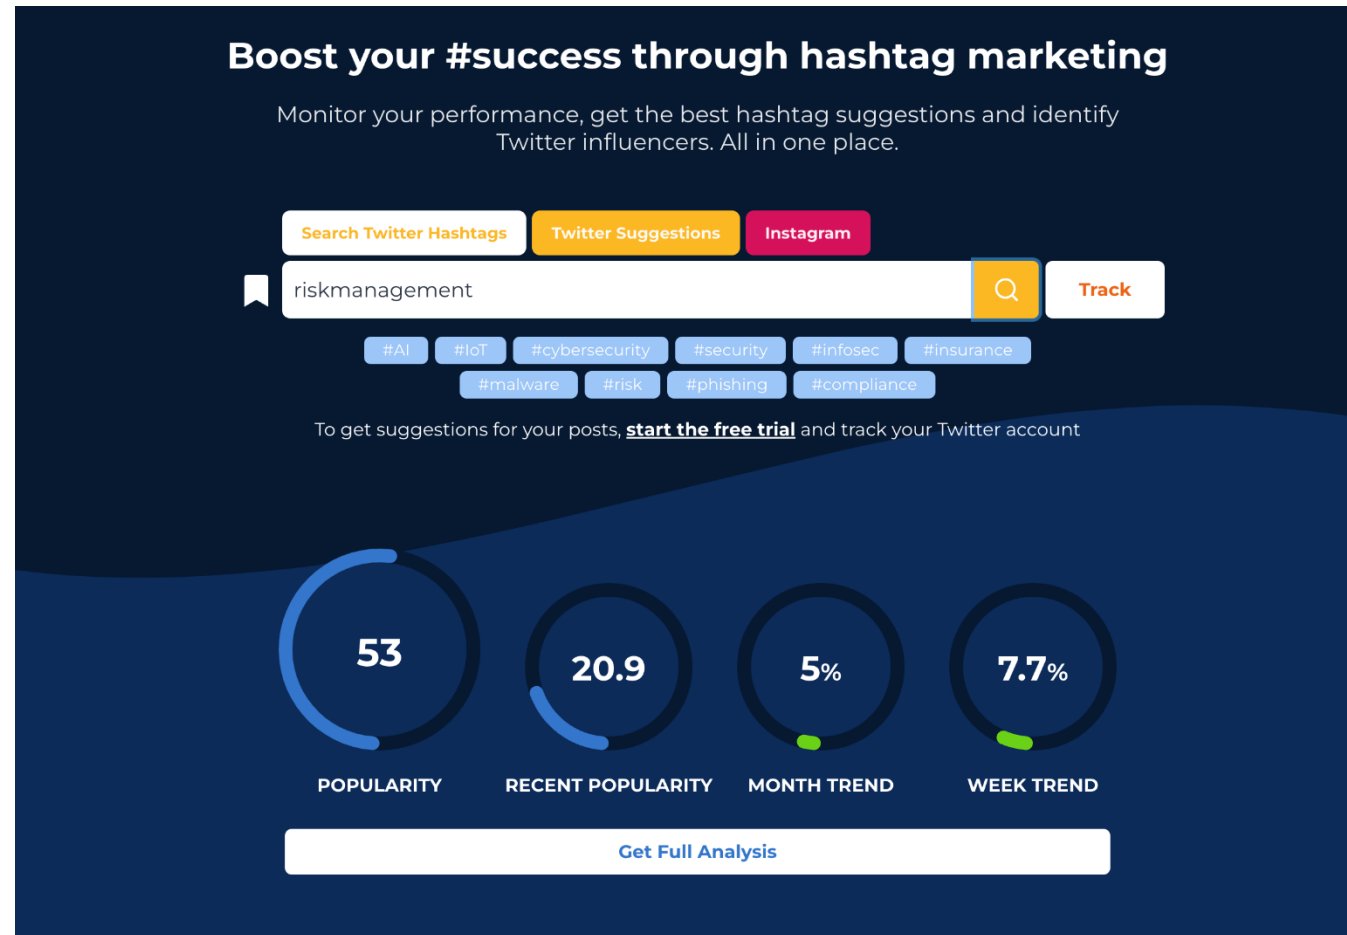 Boost your #success through hashtag marketing
Monitor your performance, get the best hashtag suggestions and identify
Twitter influencers. All in one place.
Search Twitter Hashtags Twitter Suggestions Instagram
riskmanagement Track
#AI #IoT #cybersecurity #security #infosec #insurance
#malware #risk #phishing #compliance
To get suggestions for your posts, start the free trial and track your Twitter account
53 20.9 5% 7.7%
POPULARITY RECENT POPULARITY MONTH TREND WEEK TREND
Get Full Analysis